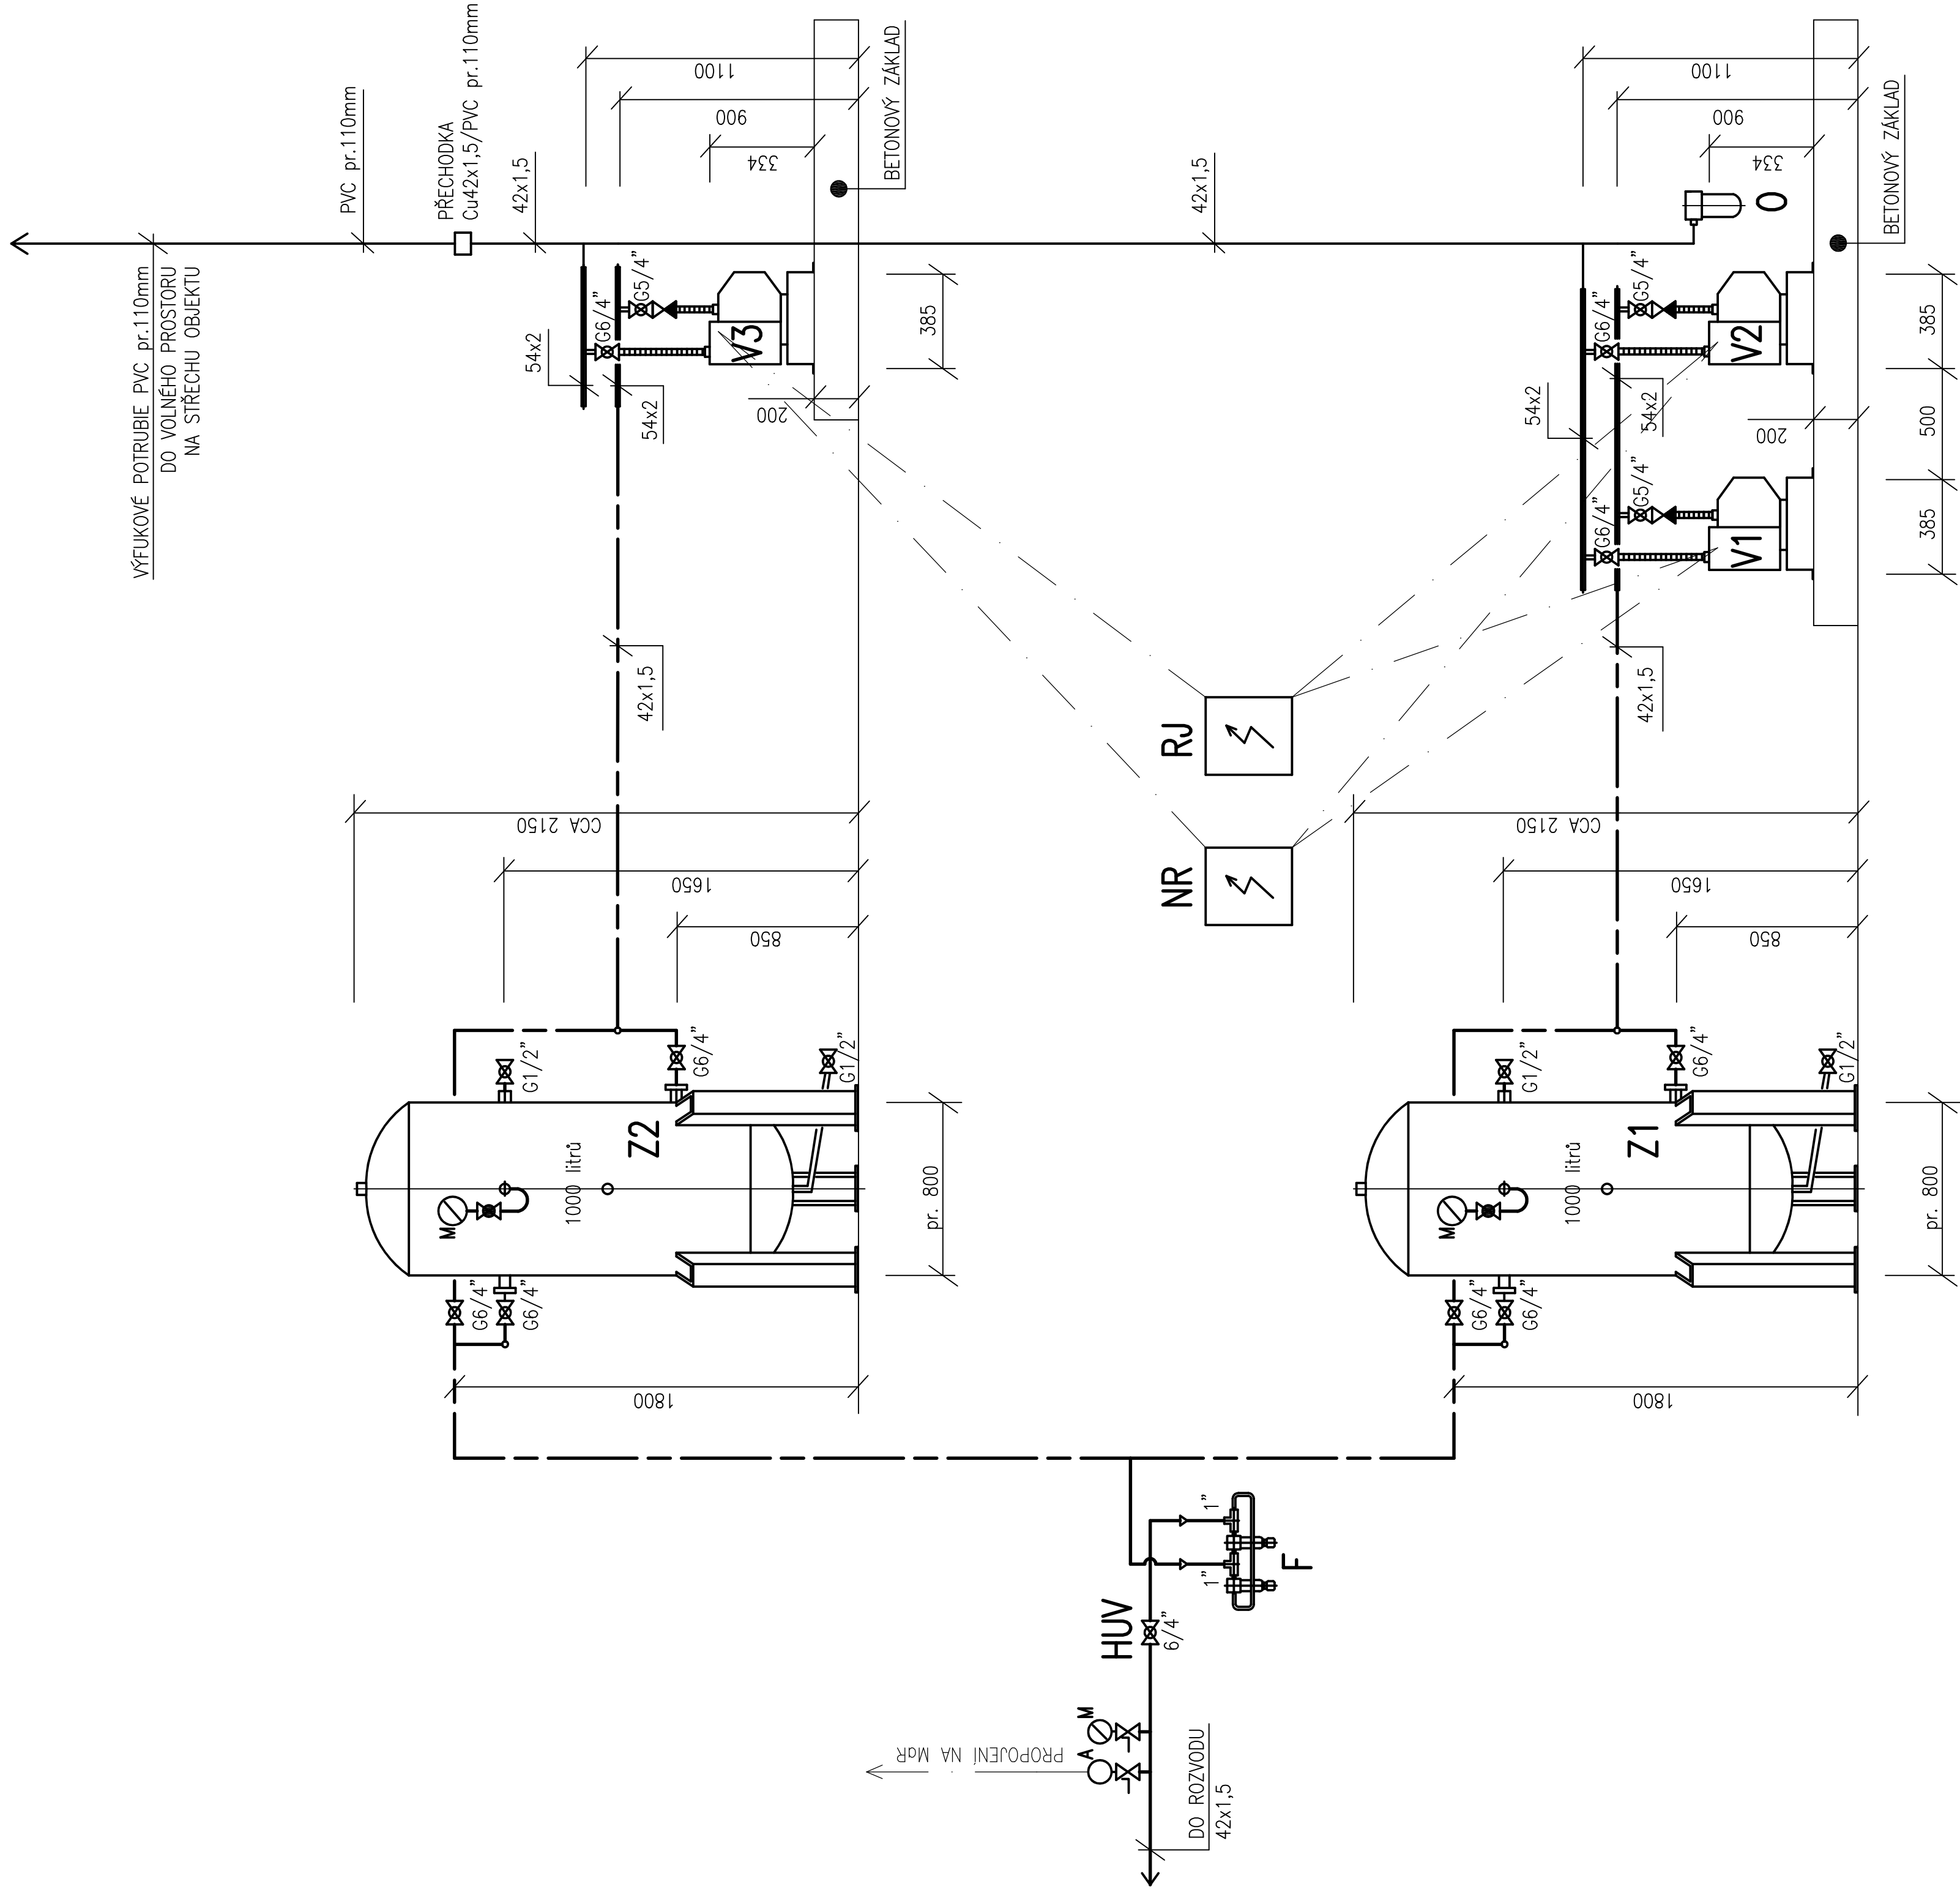 VÝFUKOVÉ POTRUBIE PVC pr.110mm
DO VOLNÉHO PROSTORU
NA STŘECHU OBJEKTU
PVC pr.110mm
PŘECHODKA
Cu42x1,5/PVC pr.110mm
42x1,5
1100
900
334
BETONOVÝ ZÁKLAD
54x2
G6/4"
G5/4"
V3
54x2
200
385
42x1,5
CCA 2150
1650
850
G1/2"
G6/4"
G1/2"
Z2
1000 litrů
M
pr. 800
G6/4"
G6/4"
1800
42x1,5
1100
900
334
BETONOVÝ ZÁKLAD
O
54x2
G6/4"
G5/4"
V2
54x2
G6/4"
G5/4"
V1
200
385
500
385
42x1,5
RJ
NR
CCA 2150
1650
850
G1/2"
G6/4"
G1/2"
Z1
1000 litrů
M
pr. 800
G6/4"
G6/4"
1800
1"
1"
F
HUV
6/4"
M
A
PROPOJENÍ NA MaR
DO ROZVODU
42x1,5